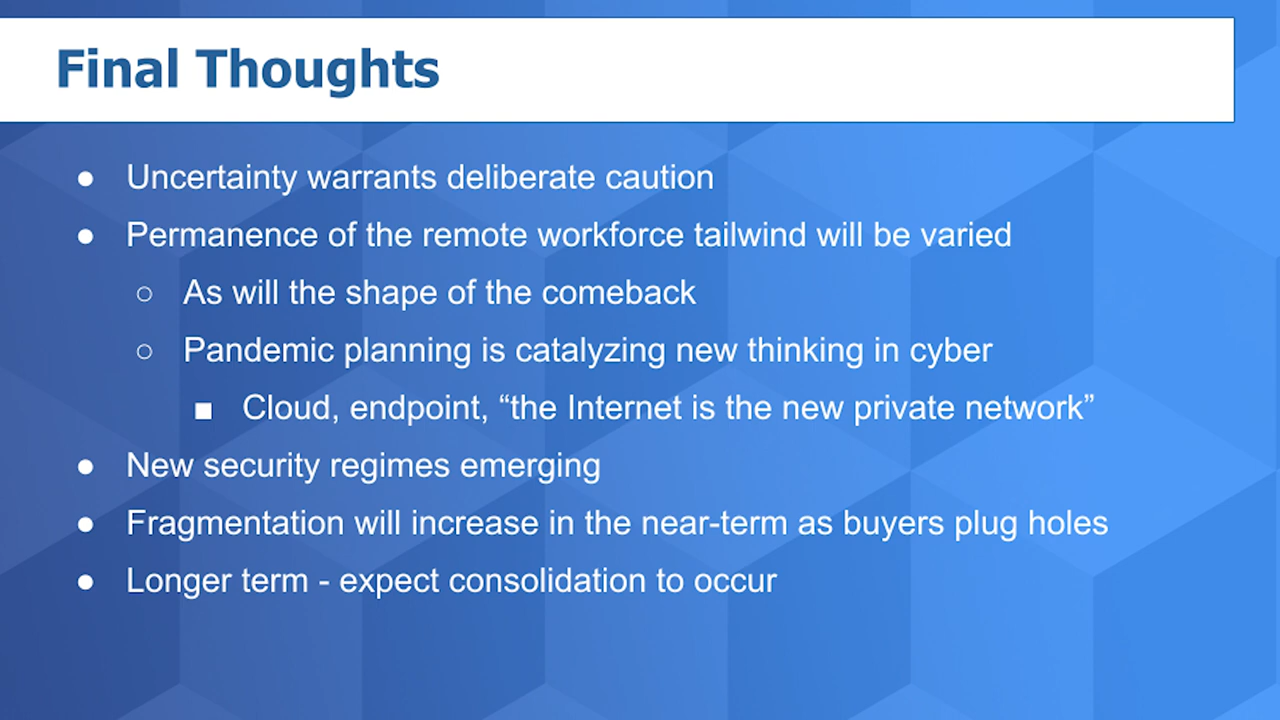 Final Thoughts
● Uncertainty warrants deliberate caution
● Permanence of the remote workforce tailwind will be varied
○ As will the shape of the comeback
○ Pandemic planning is catalyzing new thinking in cyber
■ Cloud, endpoint, “the Internet is the new private network”
● New security regimes emerging
● Fragmentation will increase in the near-term as buyers plug holes
● Longer term - expect consolidation to occur